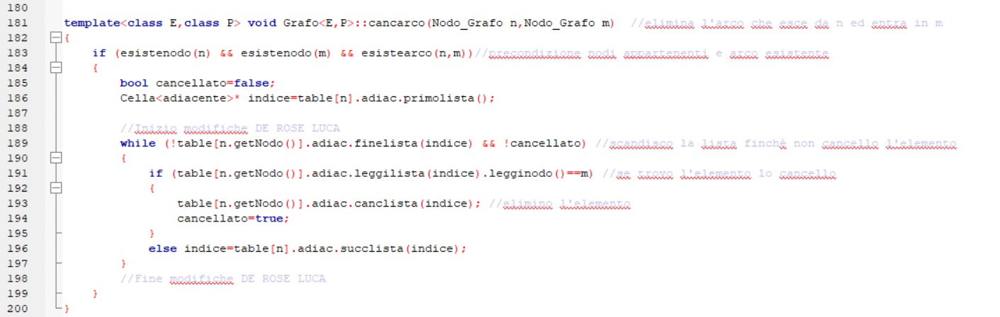 180
181 template<class E,class P> void Grafo<E,P>::cancarco(Nodo_Grafo n,Nodo_Grafo m) //elimina l'arco che esce da n ed entra in m
182 {
183 if (esistenodo(n) && esistenodo(m) && esistearco(n,m))//precondizione nodi appartenenti e arco esistente
184 {
185 bool cancellato=false;
186 Cella<adiacente>* indice=table[n].adiac.primolista();
187
188 //Inizio modifiche DE ROSE LUCA
189 while (!table[n.getNodo()].adiac.finelista(indice) && !cancellato) //scandisco la lista finchè non cancello l'elemento
190 {
191 if (table[n.getNodo()].adiac.leggilista(indice).legginodo()==m) //se trovo l'elemento lo cancello
192 {
193 table[n.getNodo()].adiac.canclista(indice); //elimino l'elemento
194 cancellato=true;
195 }
196 else indice=table[n].adiac.succlista(indice);
197 }
198 //Fine modifiche DE ROSE LUCA
199 }
200 }